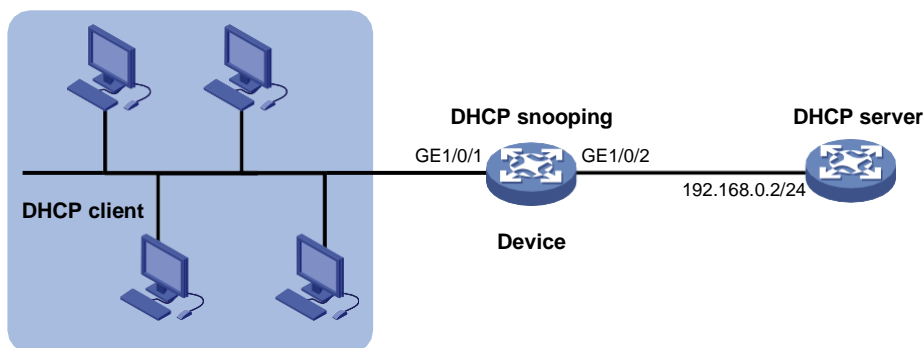 DHCP snooping
DHCP server
GE1/0/1
GE1/0/2
192.168.0.2/24
DHCP client
Device